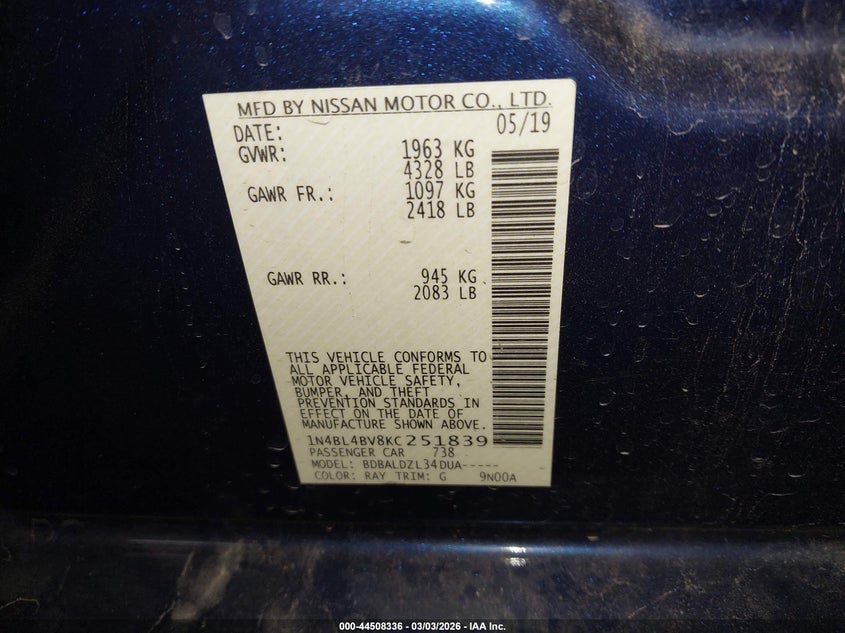 MFD BY NISSAN MOTOR CO., LTD.
DATE: 05/19
GVWR: 1963 KG
4328 LB
GAWR FR.: 1097 KG
2418 LB
GAWR RR.: 945 KG
2083 LB
THIS VEHICLE CONFORMS TO
ALL APPLICABLE FEDERAL
MOTOR VEHICLE SAFETY,
BUMPER, AND THEFT
PREVENTION STANDARDS IN
EFFECT ON THE DATE OF
MANUFACTURE SHOWN ABOVE.
1N4BL4BV8KC251839
PASSENGER CAR 738
MODEL: BDBALDZL34DUA-----
COLOR: RAY TRIM: G 9N00A
000-44508336 - 03/03/2026 - IAA Inc.